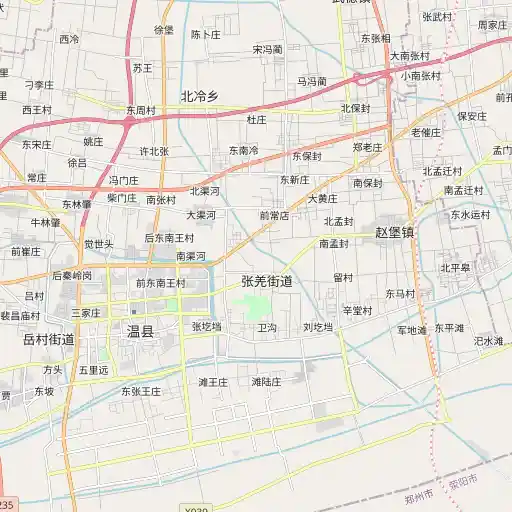 武德镇
张武村
周家庄
徐堡
陈卜庄
西冷
宋冯蔺
东张相
大南张村
苏王
马冯蔺
小南张村
刁李庄
北冷乡
西王村
东周村
北保封
保安庄
杜庄
老催庄
东宋庄
姚庄
许北张
东南冷
郑老庄
东保封
孟门
徐吕
北孟迁村
常庄
冯门庄
东新庄
南保封
北渠河
南孟迁村
柴门庄
南张村
大黄庄
东林肇
大渠河
前常店
东水运村
牛林肇
北孟封
赵堡镇
后东南王村
觉世头
南孟封
前崔庄
南渠河
北平皋
后秦岭岗
前东南王村
张羌街道
留村
吕村
东马村
三家庄
辛堂村
裴昌庙村
温县
张圪垱
卫沟
刘圪垱
军地滩
东平滩
岳村街道
汜水滩
方头
五里远
滩王庄
滩陆庄
东坡
东张王庄
贾
荥阳市
郑州市
235
X039